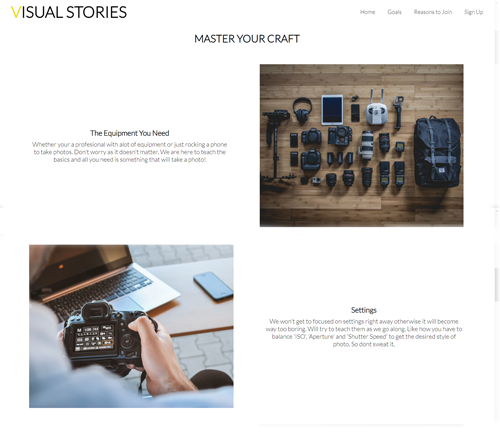 VISUAL STORIES
Home Goals Reasons to Join Sign Up
MASTER YOUR CRAFT
The Equipment You Need
Whether your a profesional with alot of equipment or just rocking a phone
to take photos. Don't worry as it doesn't matter. We are here to teach the
basics and all you need is something that will take a photo!
Settings
We won't get to focused on settings right away otherwise it will become
way too boring. Will try to teach them as we go along. Like how you have to
balance 'ISO', 'Aperture' and 'Shutter Speed' to get the desired style of
photo. So dont sweat it.